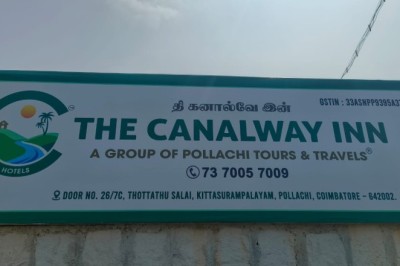 தி கனால்வே இன்
GSTIN :
THE CANALWAY INN
A GROUP OF POLLACHI TOURS & TRAVELS®
HOTELS
73 7005 7009
DOOR NO. 26/7C, THOTTATHU SALAI, KITTASURAMPALAYAM, POLLACHI, COIMBATORE - 642002.